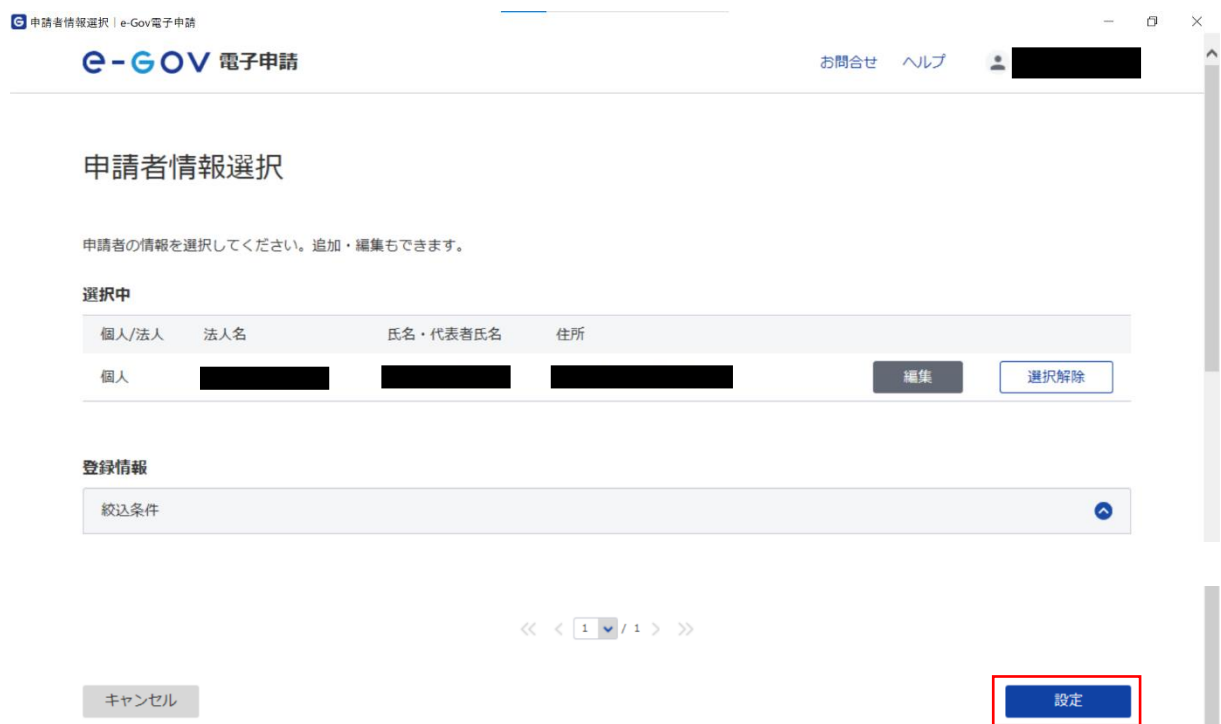 申請者情報選択｜e-Gov電子申請
e-GOV 電子申請 お問合せ ヘルプ
申請者情報選択
申請者の情報を選択してください。追加・編集もできます。
選択中
個人/法人 法人名 氏名・代表者氏名 住所
個人 編集 選択解除
登録情報
絞込条件
1 / 1
キャンセル 設定